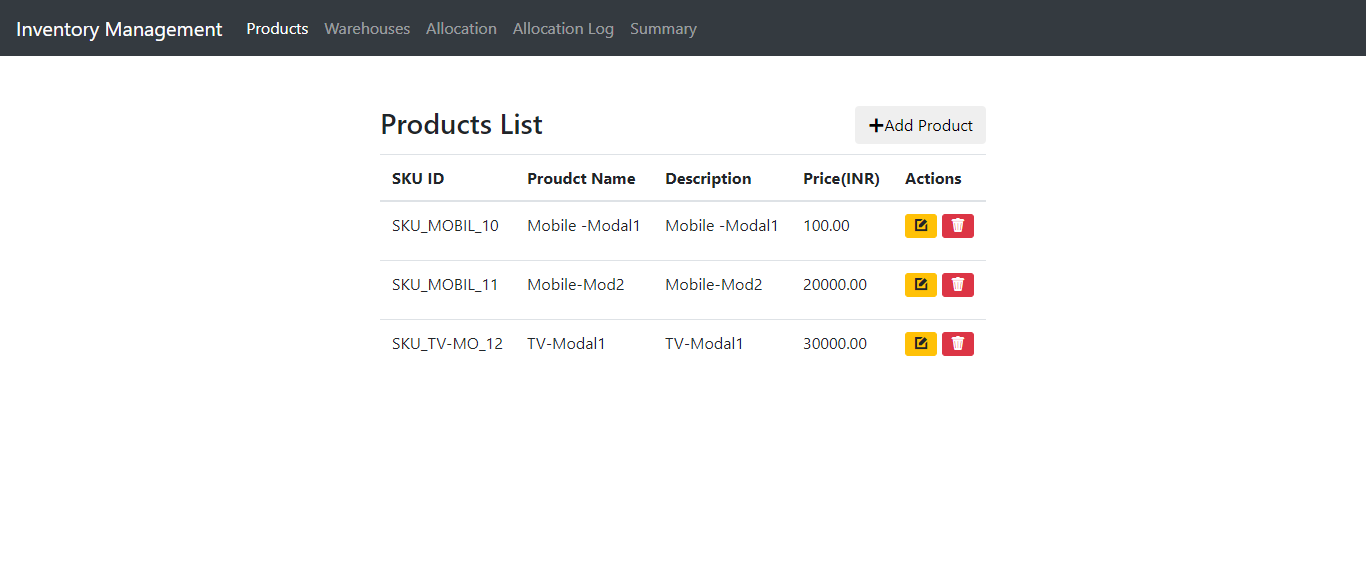 Inventory Management Products Warehouses Allocation Allocation Log Summary
Products List
Add Product
SKU ID Proudct Name Description Price(INR) Actions
SKU_MOBIL_10 Mobile -Modal1 Mobile -Modal1 100.00
SKU_MOBIL_11 Mobile-Mod2 Mobile-Mod2 20000.00
SKU_TV-MO_12 TV-Modal1 TV-Modal1 30000.00